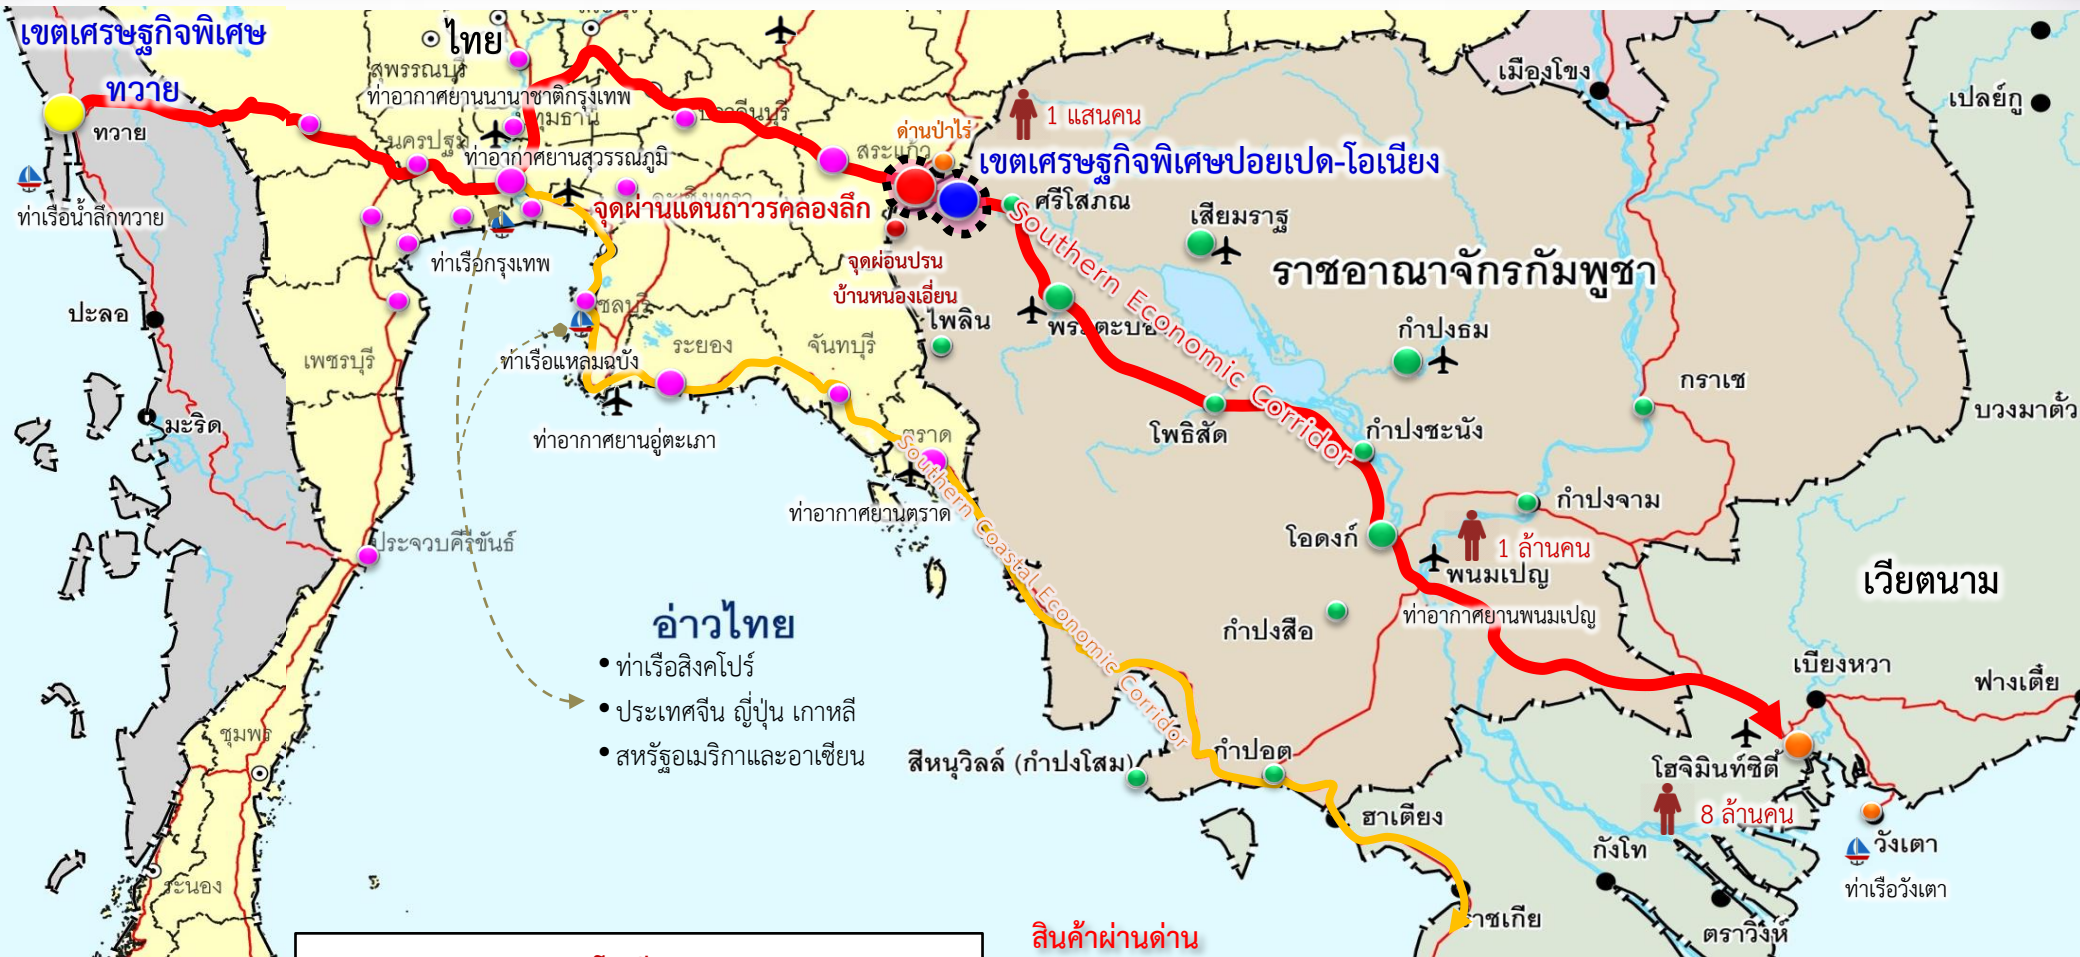 เขตเศรษฐกิจพิเศษ
ทวาย
ทวาย
ท่าเรือน้ำลึกทวาย
ปะลอ
มะริด
ไทย
สุพรรณบุรี
ท่าอากาศยานนานาชาติกรุงเทพ
นครปฐม
ท่าอากาศยานสุวรรณภูมิ
ท่าเรือกรุงเทพ
เพชรบุรี
ประจวบคีรีขันธ์
ชุมพร
ระนอง
สระแก้ว
ด่านป่าไร่
1 แสนคน
เขตเศรษฐกิจพิเศษปอยเปต-โอเนียง
จุดผ่านแดนถาวรคลองลึก
จุดผ่อนปรน
บ้านหนองเอี่ยน
ชลบุรี
ท่าเรือแหลมฉบัง
ระยอง
จันทบุรี
ท่าอากาศยานอู่ตะเภา
ตราด
ท่าอากาศยานตราด
ไพลิน
ศรีโสภณ
เสียมราฐ
ราชอาณาจักรกัมพูชา
Southern Economic Corridor
กำปงธม
โพธิสัต
กำปงชะนัง
กราเช
กำปงจาม
โอดงก์
1 ล้านคน
พนมเปญ
ท่าอากาศยานพนมเปญ
กำปงสือ
Southern Coastal Economic Corridor
สีหนุวิลล์ (กำปงโสม)
กำปอต
ฮาเตียง
ราชเกีย
เมืองโขง
เปลย์กู
บวงมาตั๋ว
เวียตนาม
เบียงหวา
ฟางเตี๋ย
โฮจิมินท์ซิตี้
8 ล้านคน
วังเตา
ท่าเรือวังเตา
กังโท
ตราวิงห์
อ่าวไทย
• ท่าเรือสิงคโปร์
• ประเทศจีน ญี่ปุ่น เกาหลี
• สหรัฐอเมริกาและอาเซียน
สินค้าผ่านด่าน